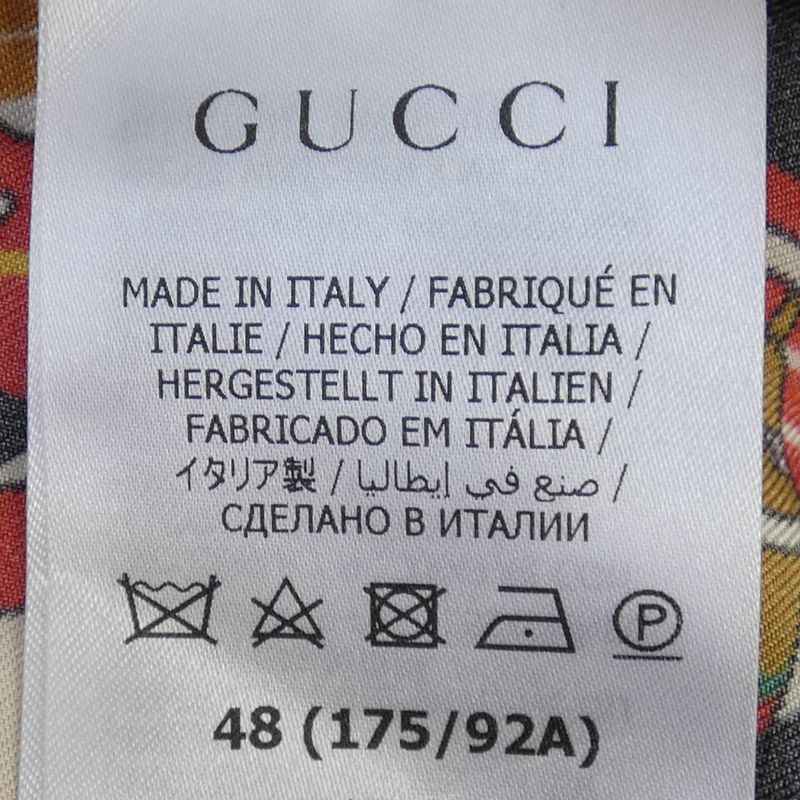 GUCCI
MADE IN ITALY / FABRIQUÉ EN
ITALIE / HECHO EN ITALIA /
HERGESTELLT IN ITALIEN /
FABRICADO EM ITÁLIA /
イタリア製 / صنع في إيطاليا /
СДЕЛАНО В ИТАЛИИ
P
48 (175/92A)